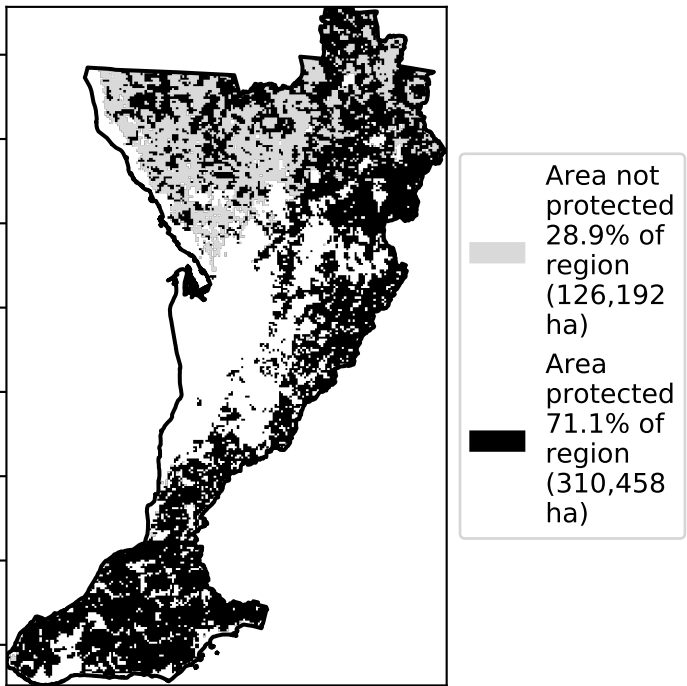 Area not
protected
28.9% of
region
(126,192
ha)
Area
protected
71.1% of
region
(310,458
ha)